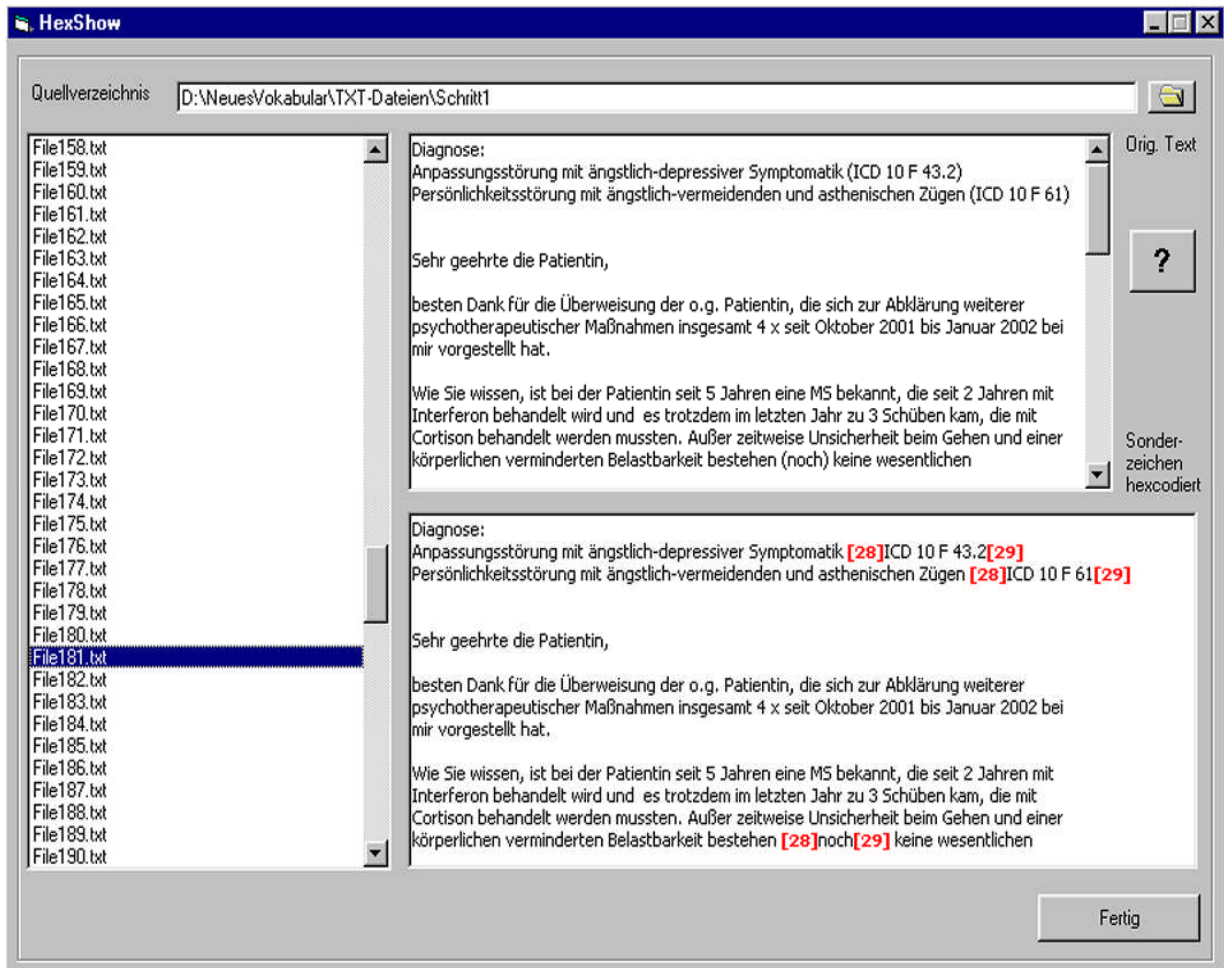 HexShow
Quellverzeichnis
D:\NeuesVokabular\TXT-Dateien\Schritt1
File158.txt
File159.txt
File160.txt
File161.txt
File162.txt
File163.txt
File164.txt
File165.txt
File166.txt
File167.txt
File168.txt
File169.txt
File170.txt
File171.txt
File172.txt
File173.txt
File174.txt
File175.txt
File176.txt
File177.txt
File178.txt
File179.txt
File180.txt
File181.txt
File182.txt
File183.txt
File184.txt
File185.txt
File186.txt
File187.txt
File188.txt
File189.txt
File190.txt
Diagnose:
Anpassungsstörung mit ängstlich-depressiver Symptomatik (ICD 10 F 43.2)
Persönlichkeitsstörung mit ängstlich-vermeidenden und asthenischen Zügen (ICD 10 F 61)
Sehr geehrte die Patientin,
besten Dank für die Überweisung der o.g. Patientin, die sich zur Abklärung weiterer
psychotherapeutischer Maßnahmen insgesamt 4 x seit Oktober 2001 bis Januar 2002 bei
mir vorgestellt hat.
Wie Sie wissen, ist bei der Patientin seit 5 Jahren eine MS bekannt, die seit 2 Jahren mit
Interferon behandelt wird und  es trotzdem im letzten Jahr zu 3 Schüben kam, die mit
Cortison behandelt werden mussten. Außer zeitweise Unsicherheit beim Gehen und einer
körperlichen verminderten Belastbarkeit bestehen (noch) keine wesentlichen
Orig. Text
?
Sonder-
zeichen
hexcodiert
Diagnose:
Anpassungsstörung mit ängstlich-depressiver Symptomatik [28]ICD 10 F 43.2[29]
Persönlichkeitsstörung mit ängstlich-vermeidenden und asthenischen Zügen [28]ICD 10 F 61[29]
Sehr geehrte die Patientin,
besten Dank für die Überweisung der o.g. Patientin, die sich zur Abklärung weiterer
psychotherapeutischer Maßnahmen insgesamt 4 x seit Oktober 2001 bis Januar 2002 bei
mir vorgestellt hat.
Wie Sie wissen, ist bei der Patientin seit 5 Jahren eine MS bekannt, die seit 2 Jahren mit
Interferon behandelt wird und  es trotzdem im letzten Jahr zu 3 Schüben kam, die mit
Cortison behandelt werden mussten. Außer zeitweise Unsicherheit beim Gehen und einer
körperlichen verminderten Belastbarkeit bestehen [28]noch[29] keine wesentlichen
Fertig